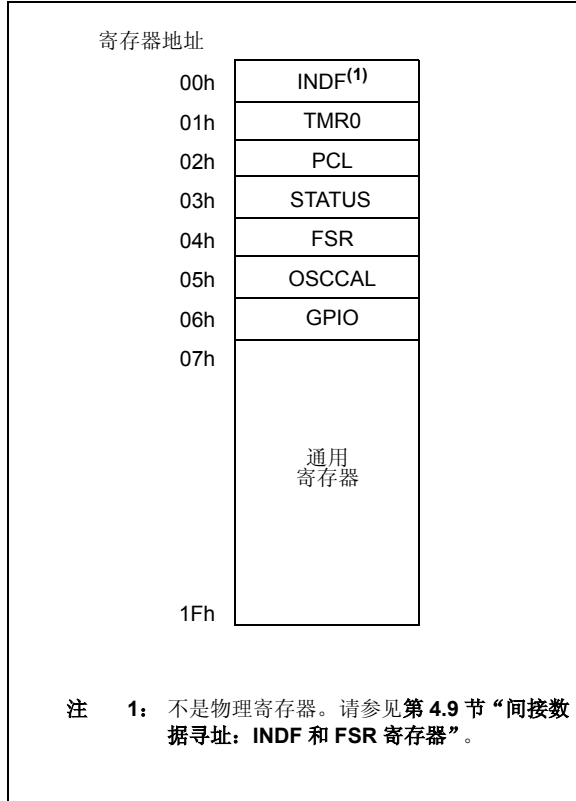 寄存器地址
00h INDF(1)
01h TMR0
02h PCL
03h STATUS
04h FSR
05h OSCCAL
06h GPIO
07h
通用
寄存器
1Fh
注 1： 不是物理寄存器。请参见第 4.9 节“间接数
据寻址：INDF 和 FSR 寄存器”。